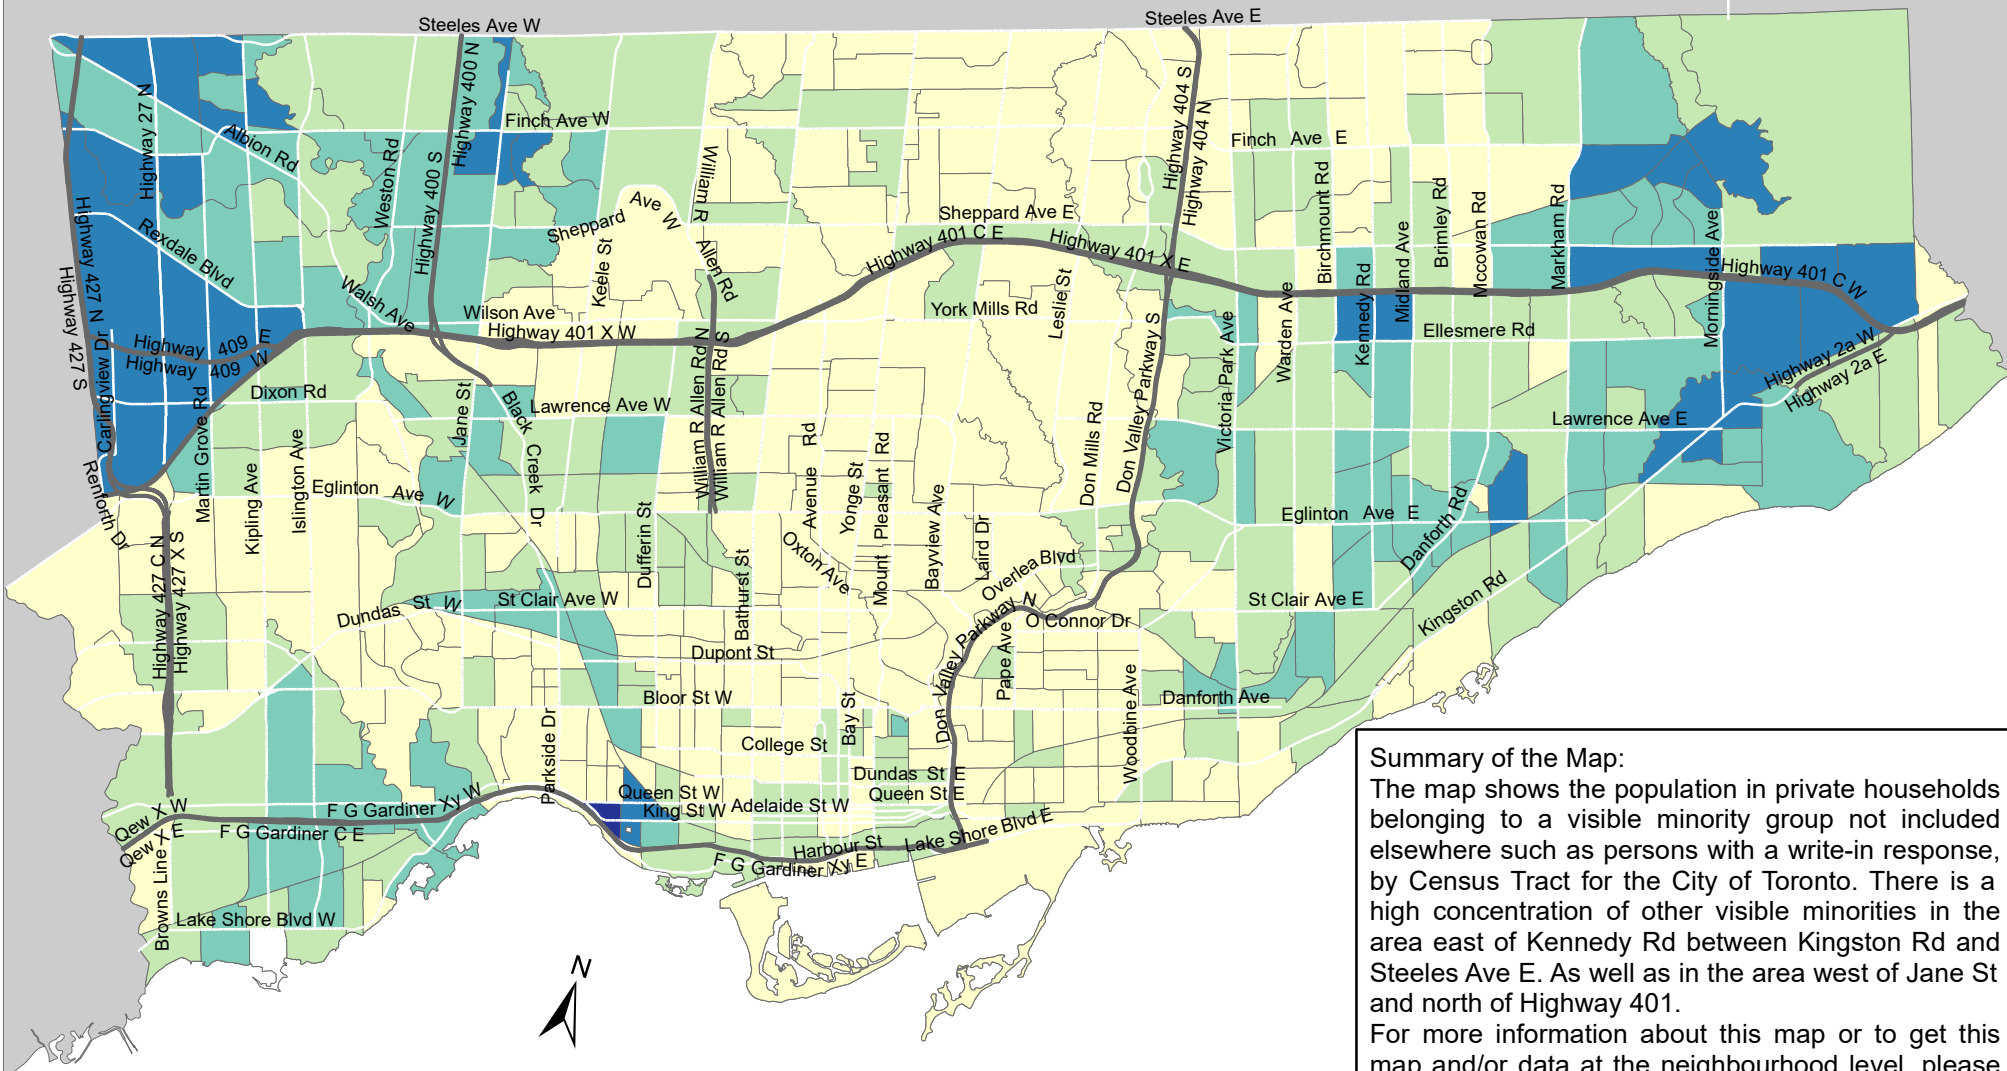 Steeles Ave W
Steeles Ave E
Highway 400 N
Highway 404 S
Highway 404 N
Highway 27 N
Finch Ave W
Finch Ave E
Albion Rd
Weston Rd
Highway 400 S
William R
Allen Rd
Sheppard Ave W
Sheppard Ave E
Keele St
Birchmount Rd
Midland Ave
Brimley Rd
Mccowan Rd
Markham Rd
Morningside Ave
Highway 427 N
Highway 427 S
Rexdale Blvd
Walsh Ave
Wilson Ave
Highway 401 X W
Highway 401 C E
Highway 401 X E
Highway 401 C W
York Mills Rd
Leslie St
Ellesmere Rd
Kennedy Rd
Warden Ave
Victoria Park Ave
Highway 409 E
Highway 409 W
Highway 2a W
Highway 2a E
Carlingview Dr
Martin Grove Rd
Dixon Rd
Jane St
Black Creek Dr
Lawrence Ave W
Lawrence Ave E
William R Allen Rd N
William R Allen Rd S
Don Valley Parkway S
Don Mills Rd
Renforth Dr
Kipling Ave
Islington Ave
Eglinton Ave W
Eglinton Ave E
Avenue Rd
Yonge St
Mount Pleasant Rd
Bayview Ave
Laird Dr
Danforth Rd
Dufferin St
Bathurst St
Oxton Ave
Overlea Blvd
Highway 427 C N
Highway 427 X S
Dundas St W
St Clair Ave W
St Clair Ave E
Don Valley Parkway N
O Connor Dr
Kingston Rd
Dupont St
Pape Ave
Bloor St W
Danforth Ave
Woodbine Ave
Parkside Dr
Bay St
College St
Dundas St E
Queen St E
Queen St W
King St W
Adelaide St W
Qew X W
Qew X E
F G Gardiner Xy W
F G Gardiner C E
F G Gardiner Xy E
Harbour St
Lake Shore Blvd E
Browns Line
Lake Shore Blvd W
N
Summary of the Map:
The map shows the population in private households
belonging to a visible minority group not included
elsewhere such as persons with a write-in response,
by Census Tract for the City of Toronto. There is a
high concentration of other visible minorities in the
area east of Kennedy Rd between Kingston Rd and
Steeles Ave E. As well as in the area west of Jane St
and north of Highway 401.
For more information about this map or to get this
map and/or data at the neighbourhood level, please